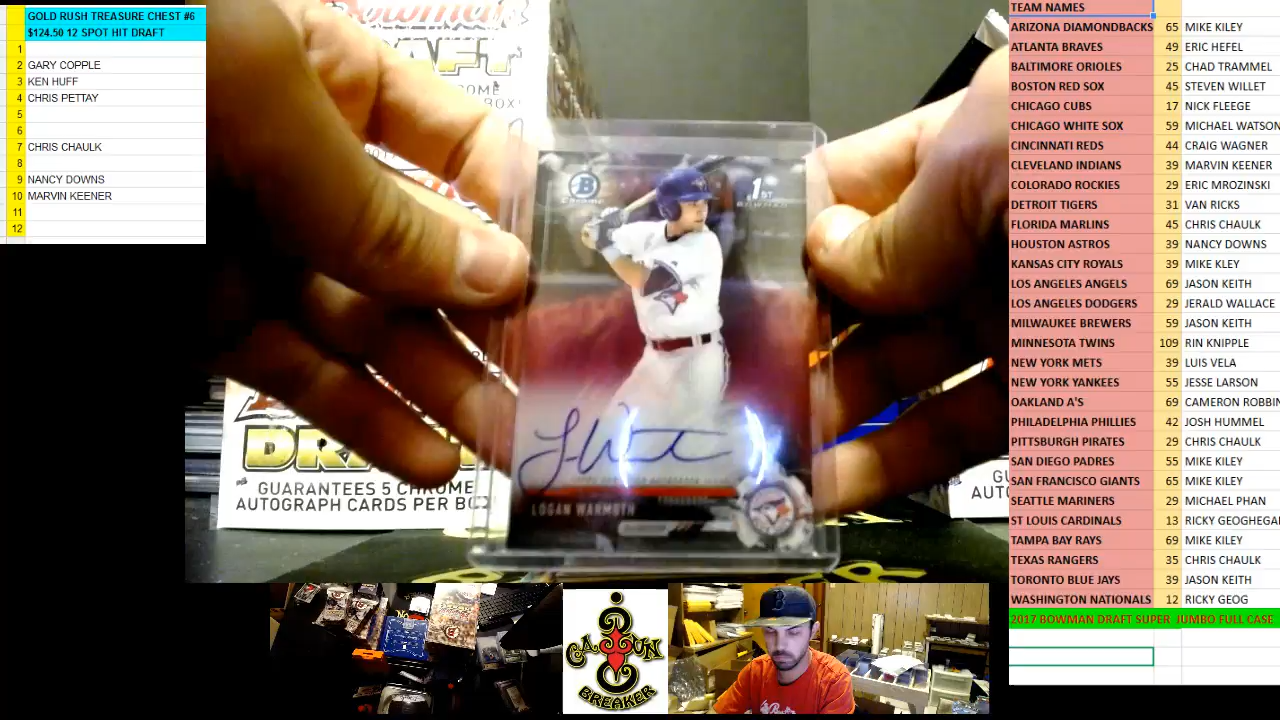 GOLD RUSH TREASURE CHEST #6
$124.50 12 SPOT HIT DRAFT
1
2 GARY COPPLE
3 KEN HUFF
4 CHRIS PETTAY
5
6
7 CHRIS CHAULK
8
9 NANCY DOWNS
10 MARVIN KEENER
11
12
TEAM NAMES
ARIZONA DIAMONDBACKS 65 MIKE KILEY
ATLANTA BRAVES 49 ERIC HEFEL
BALTIMORE ORIOLES 25 CHAD TRAMMEL
BOSTON RED SOX 45 STEVEN WILLET
CHICAGO CUBS 17 NICK FLEEGE
CHICAGO WHITE SOX 59 MICHAEL WATSON
CINCINNATI REDS 44 CRAIG WAGNER
CLEVELAND INDIANS 39 MARVIN KEENER
COLORADO ROCKIES 29 ERIC MROZINSKI
DETROIT TIGERS 31 VAN RICKS
FLORIDA MARLINS 45 CHRIS CHAULK
HOUSTON ASTROS 39 NANCY DOWNS
KANSAS CITY ROYALS 39 MIKE KLEY
LOS ANGELES ANGELS 69 JASON KEITH
LOS ANGELES DODGERS 29 JERALD WALLACE
MILWAUKEE BREWERS 59 JASON KEITH
MINNESOTA TWINS 109 RIN KNIPPLE
NEW YORK METS 39 LUIS VELA
NEW YORK YANKEES 55 JESSE LARSON
OAKLAND A'S 69 CAMERON ROBBIN
PHILADELPHIA PHILLIES 42 JOSH HUMMEL
PITTSBURGH PIRATES 29 CHRIS CHAULK
SAN DIEGO PADRES 55 MIKE KILEY
SAN FRANCISCO GIANTS 65 MIKE KILEY
SEATTLE MARINERS 29 MICHAEL PHAN
ST LOUIS CARDINALS 13 RICKY GEOGHEGA
TAMPA BAY RAYS 69 MIKE KILEY
TEXAS RANGERS 35 CHRIS CHAULK
TORONTO BLUE JAYS 39 JASON KEITH
WASHINGTON NATIONALS 12 RICKY GEOG
2017 BOWMAN DRAFT SUPER JUMBO FULL CASE
B
1ST
LOGAN WARMOTH
GUARANTEES 5 CHROME
AUTOGRAPH CARDS PER BOX
BREAKER